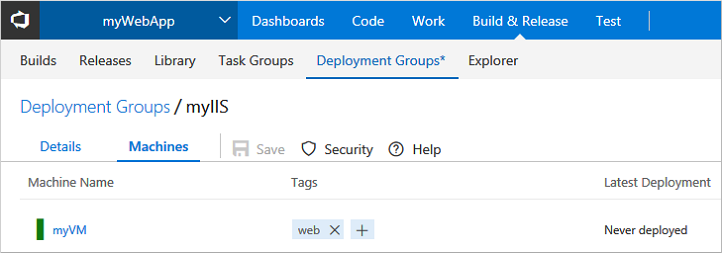 myWebApp Dashboards Code Work Build & Release Test
Builds Releases Library Task Groups Deployment Groups* Explorer
Deployment Groups / myIIS
Details Machines Save Security Help
Machine Name Tags Latest Deployment
myVM web Never deployed